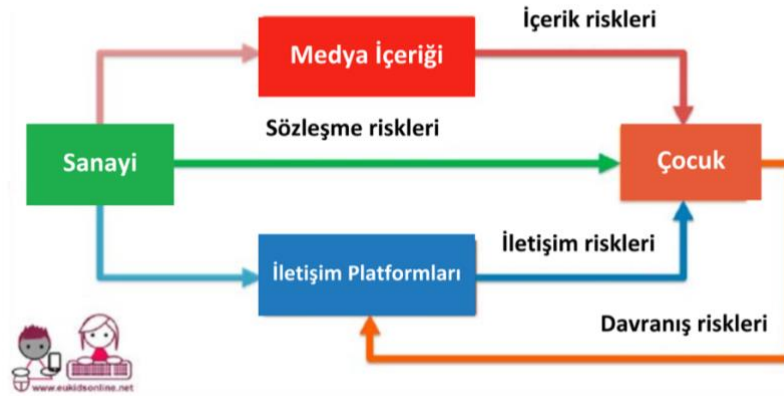 İçerik riskleri
Medya İçeriği
Sözleşme riskleri
Sanayi
Çocuk
İletişim riskleri
İletişim Platformları
Davranış riskleri
www.eukidsonline.net